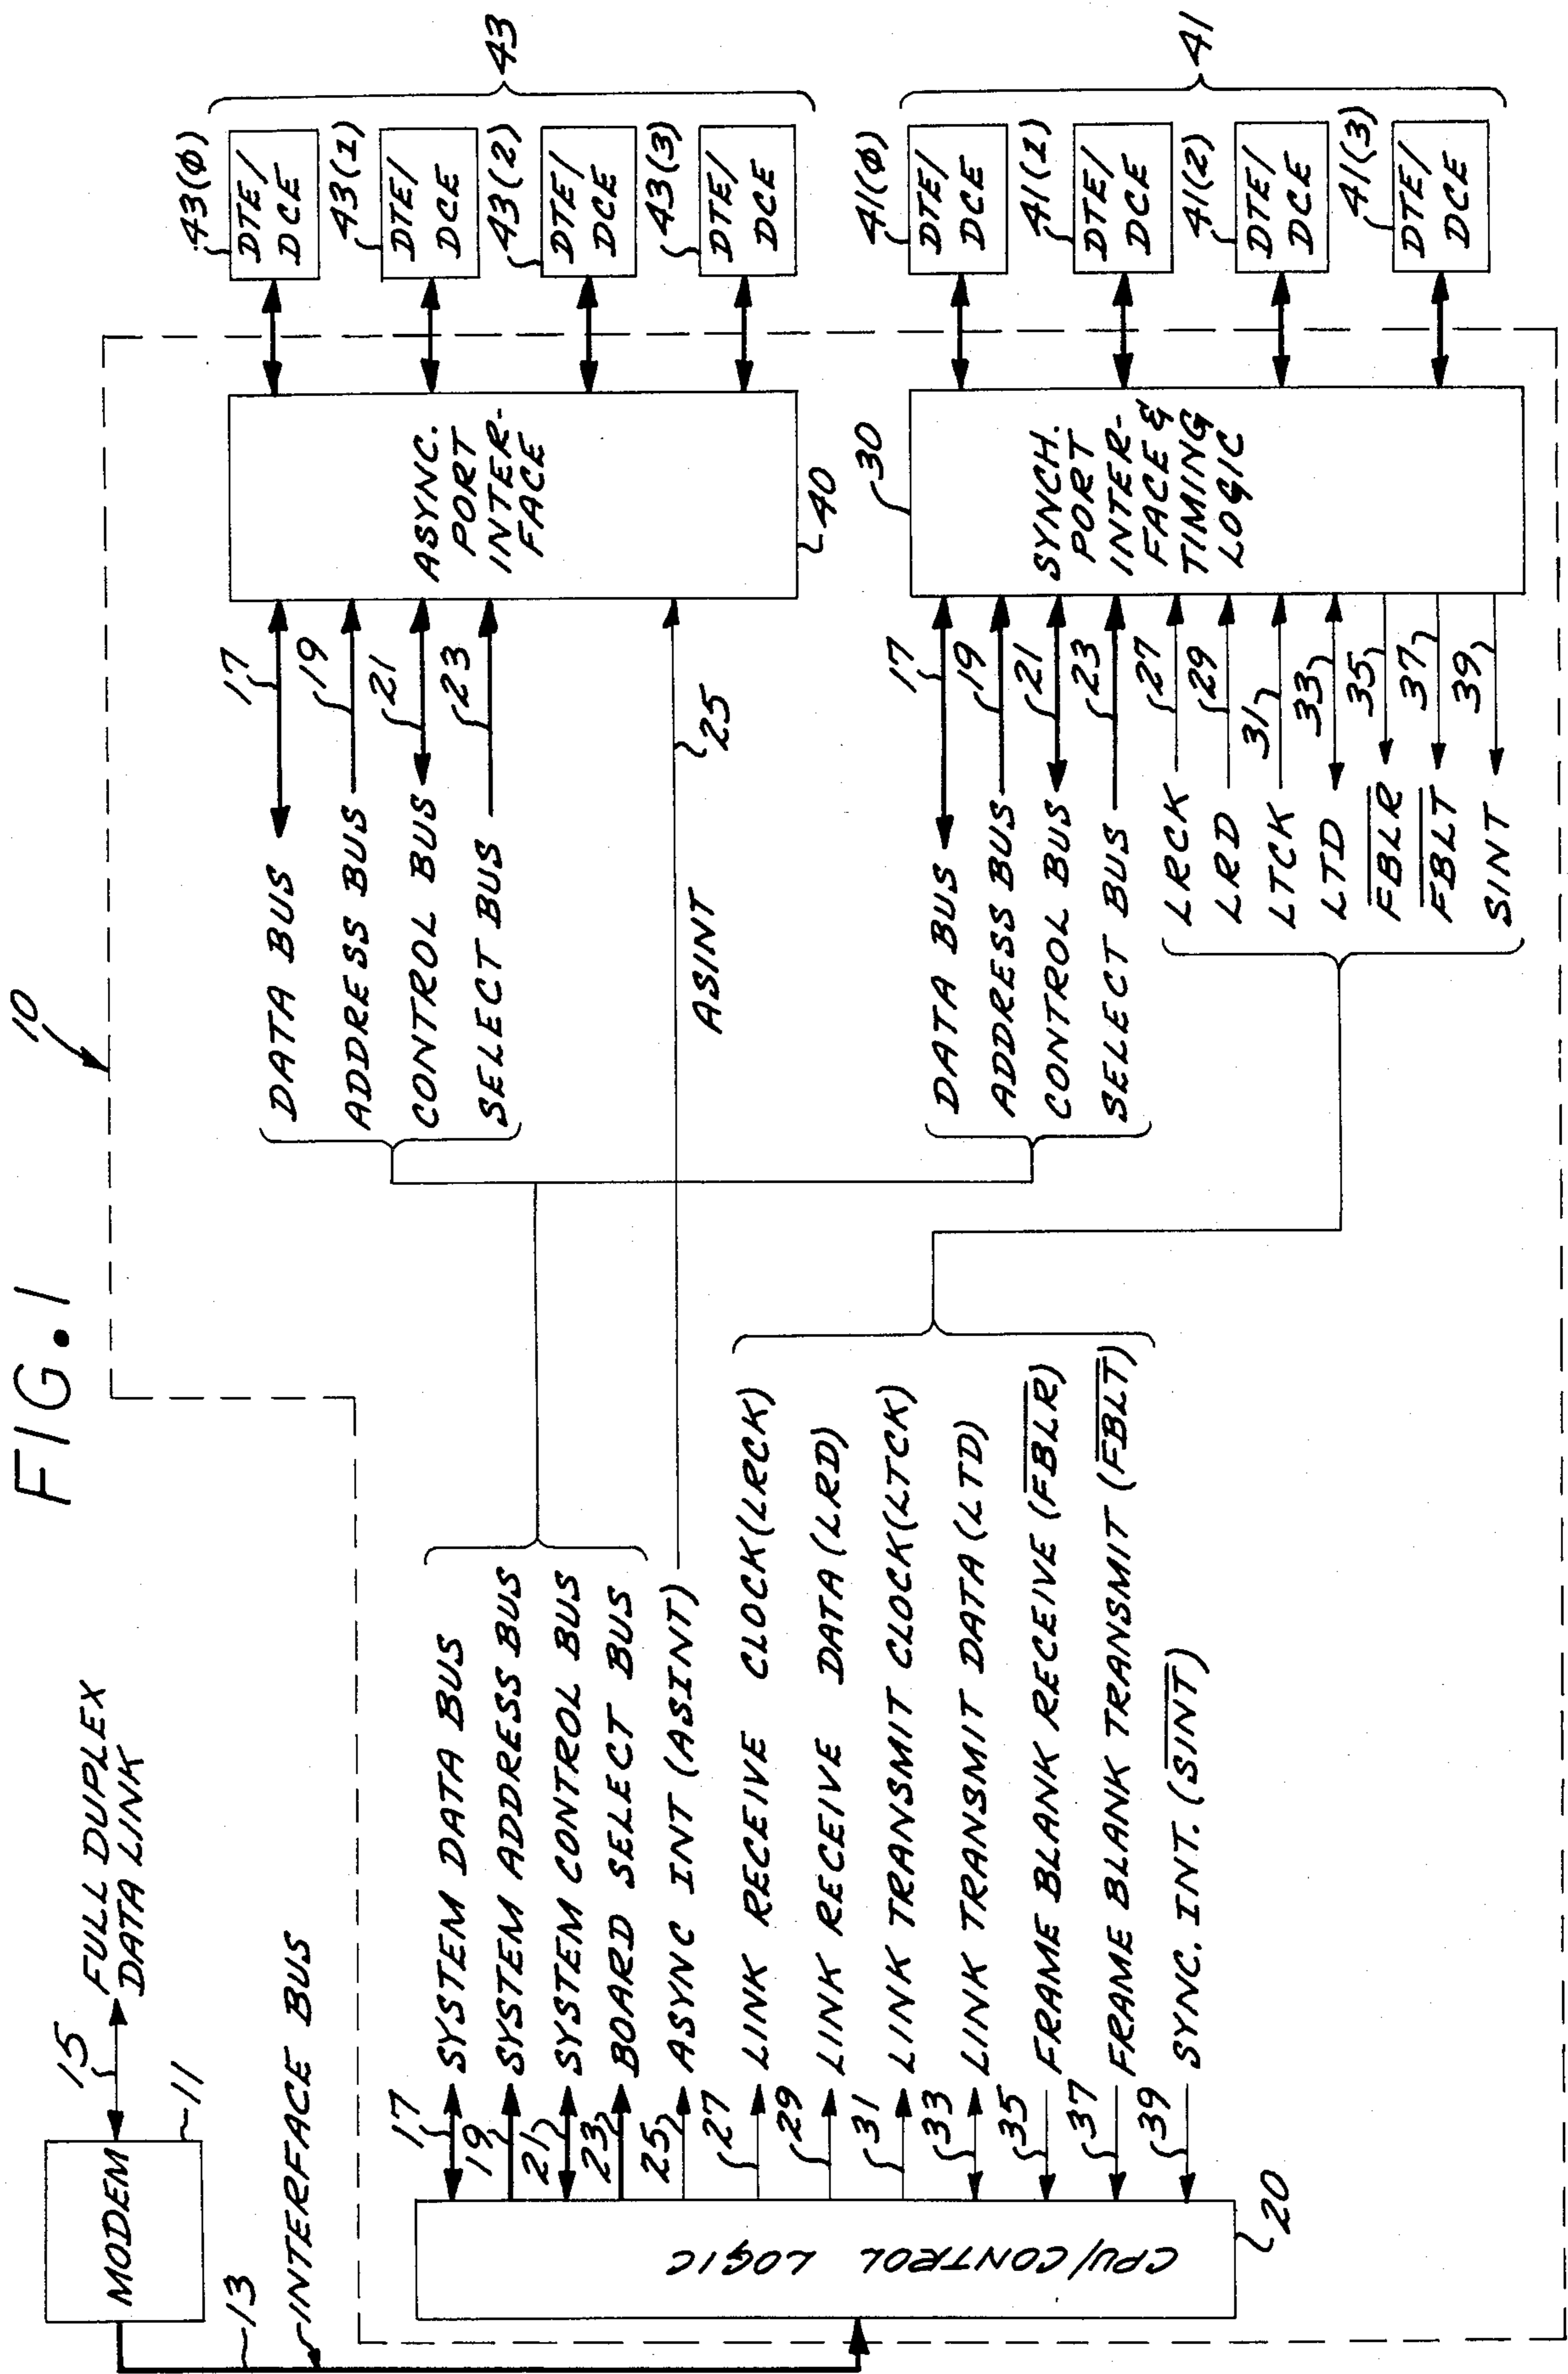 FIG. 1
MODEM
11
15
FULL DUPLEX
DATA LINK
13
INTERFACE BUS
10
CPU/CONTROL LOGIC
20
17
SYSTEM DATA BUS
19
SYSTEM ADDRESS BUS
21
SYSTEM CONTROL BUS
23
BOARD SELECT BUS
25
ASYNC INT (ASINT)
27
LINK RECEIVE CLOCK (LRCK)
29
LINK RECEIVE DATA (LRD)
31
LINK TRANSMIT CLOCK (LTCK)
33
LINK TRANSMIT DATA (LTD)
35
FRAME BLANK RECEIVE (F̅B̅L̅R̅)
37
FRAME BLANK TRANSMIT (F̅B̅L̅T̅)
39
SYNC. INT. (S̅I̅N̅T̅)
DATA BUS
17
ADDRESS BUS
19
CONTROL BUS
21
SELECT BUS
23
ASINT
25
ASYNC.
PORT
INTER-
FACE
40
43(φ)
DTE/
DCE
43(1)
DTE/
DCE
43(2)
DTE/
DCE
43(3)
DTE/
DCE
43
DATA BUS
17
ADDRESS BUS
19
CONTROL BUS
21
SELECT BUS
23
LRCK
27
LRD
29
LTCK
31
LTD
33
F̅B̅L̅R̅
35
F̅B̅L̅T̅
37
SINT
39
30
SYNCH.
PORT
INTER-
FACE &
TIMING
LOGIC
41(φ)
DTE/
DCE
41(1)
DTE/
DCE
41(2)
DTE/
DCE
41(3)
DTE/
DCE
41